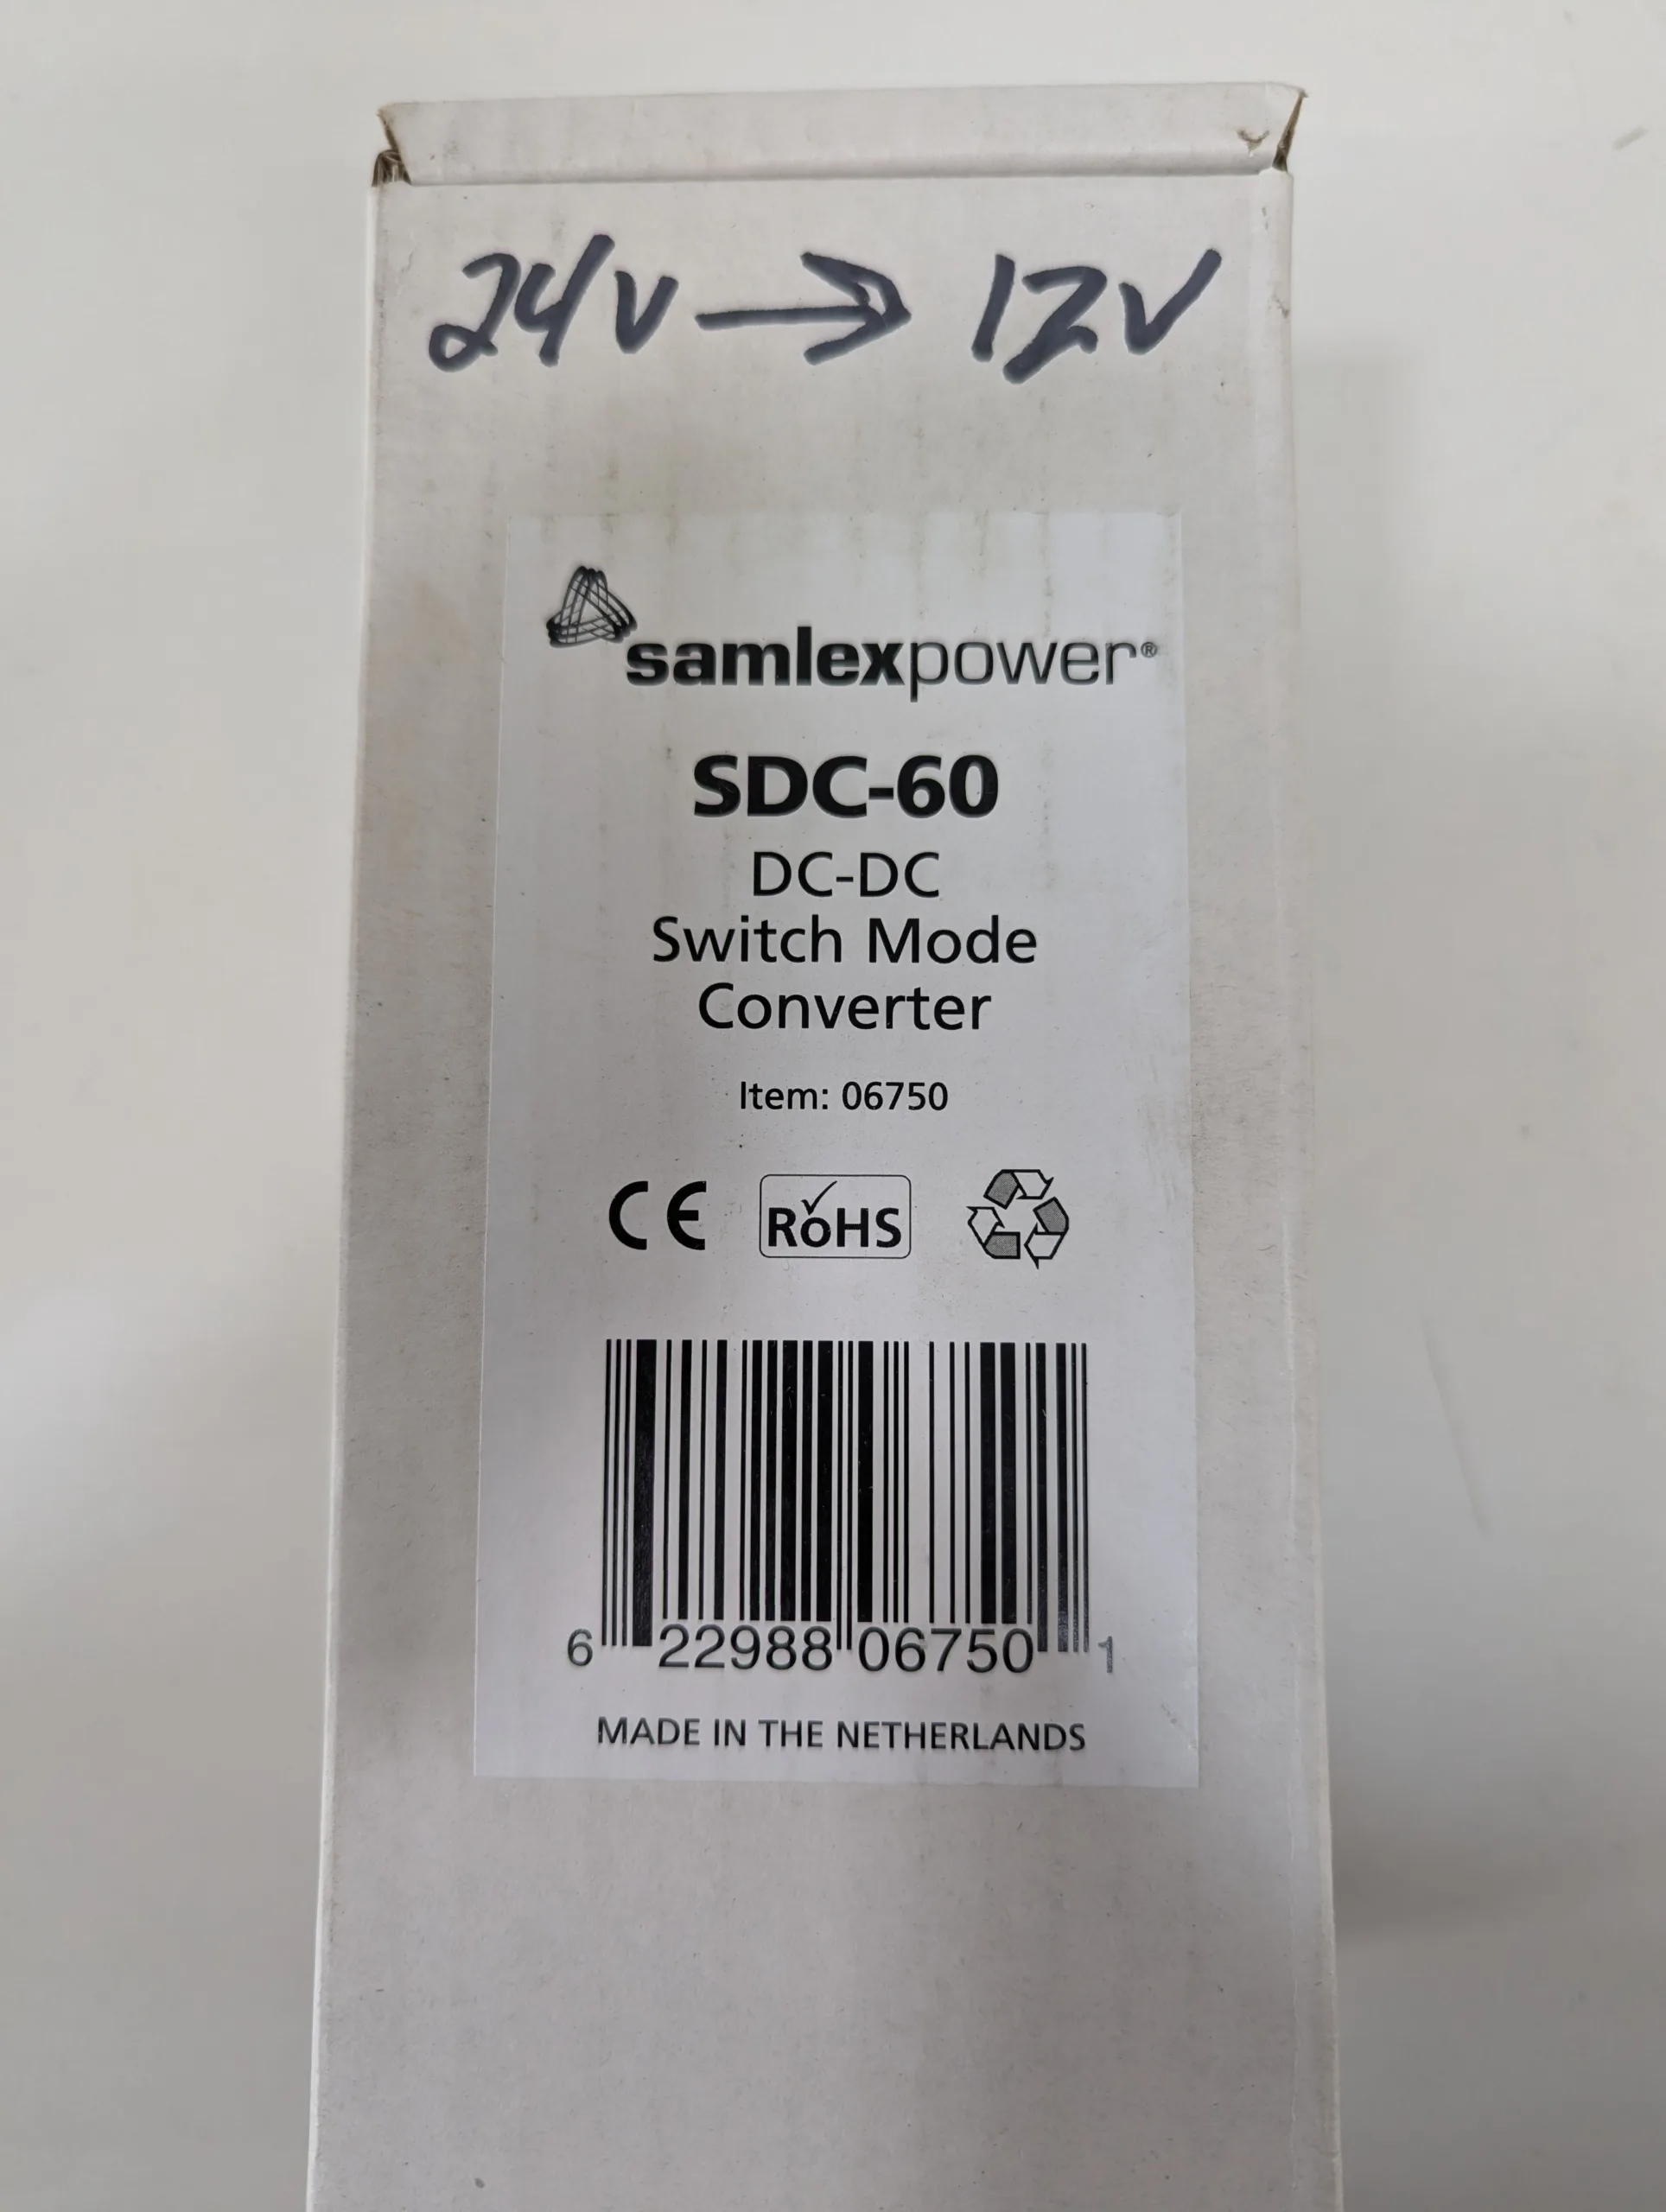 24V → 12V
samlexpower®
SDC-60
DC-DC
Switch Mode
Converter
Item: 06750
CE RoHS
6 22988 06750 1
MADE IN THE NETHERLANDS